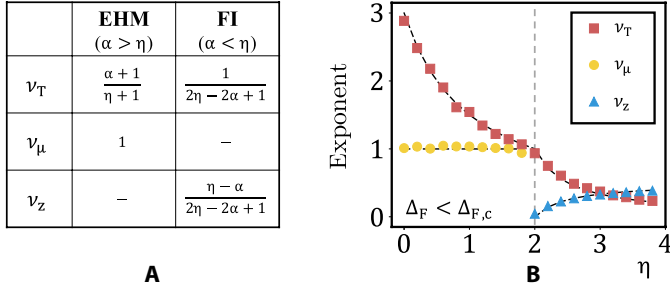 EHM FI
(α > η) (α < η)
ν_T (α + 1)/(η + 1) 1/(2η − 2α + 1)
ν_μ 1 –
ν_z – (η − α)/(2η − 2α + 1)
A
3
2
1
0
Exponent
ν_T
ν_μ
ν_z
Δ_F < Δ_F,c
0 1 2 3 4
η
B